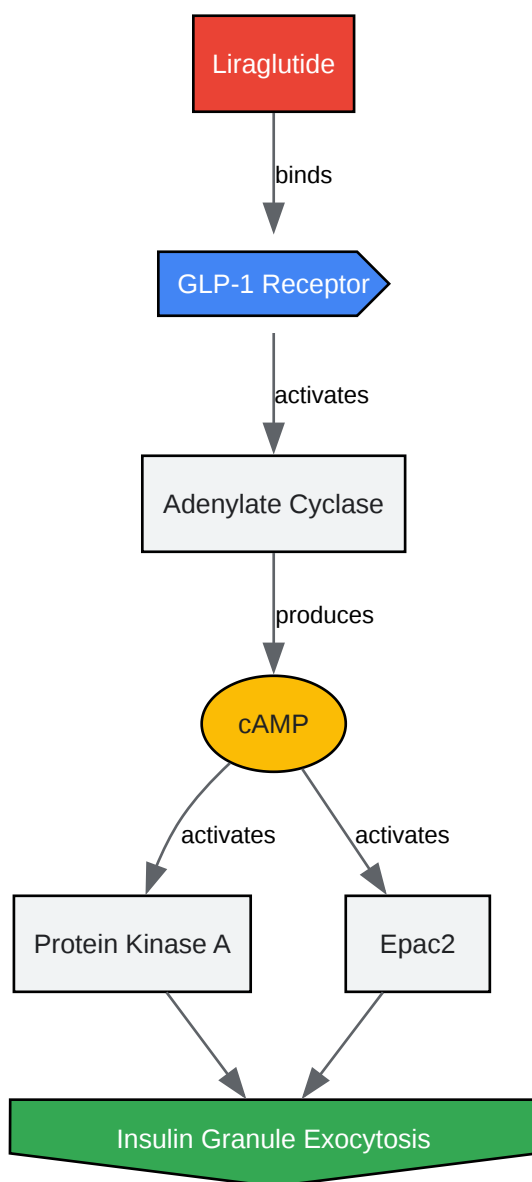 Liraglutide
binds
GLP-1 Receptor
activates
Adenylate Cyclase
produces
cAMP
activates
activates
Protein Kinase A
Epac2
Insulin Granule Exocytosis